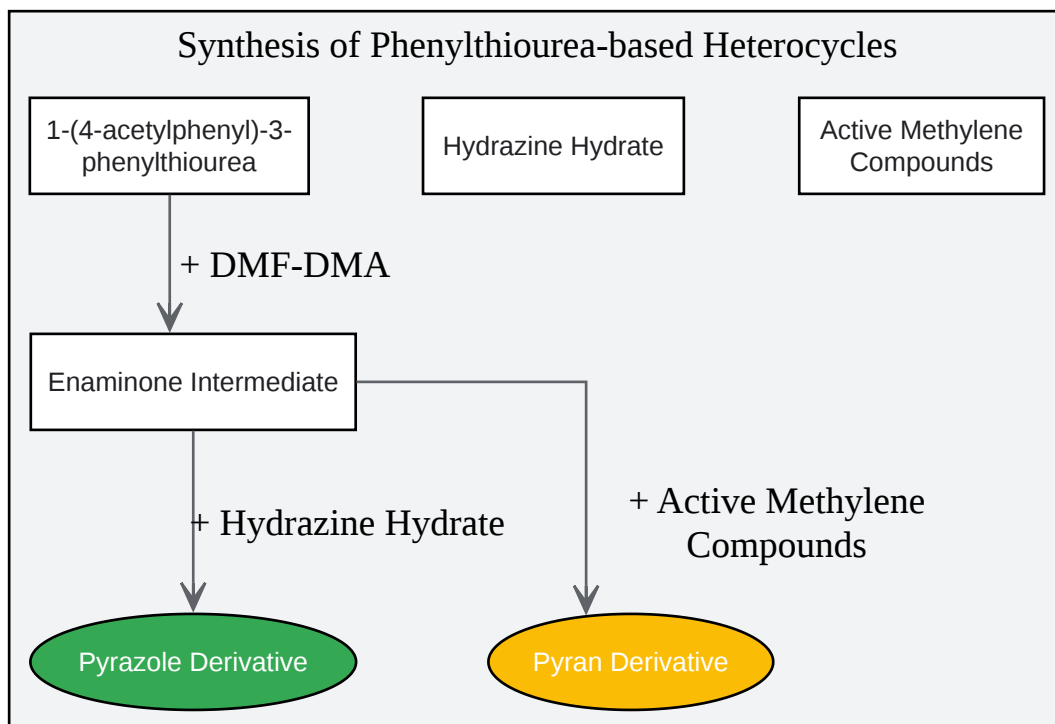 Synthesis of Phenylthiourea-based Heterocycles
1-(4-acetylphenyl)-3-
phenylthiourea
Hydrazine Hydrate
Active Methylene
Compounds
+ DMF-DMA
Enaminone Intermediate
+ Hydrazine Hydrate
+ Active Methylene
Compounds
Pyrazole Derivative
Pyran Derivative